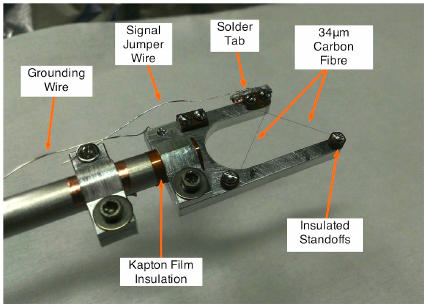 Signal
Jumper
Wire
Solder
Tab
34µm
Carbon
Fibre
Grounding
Wire
Insulated
Standoffs
Kapton Film
Insulation